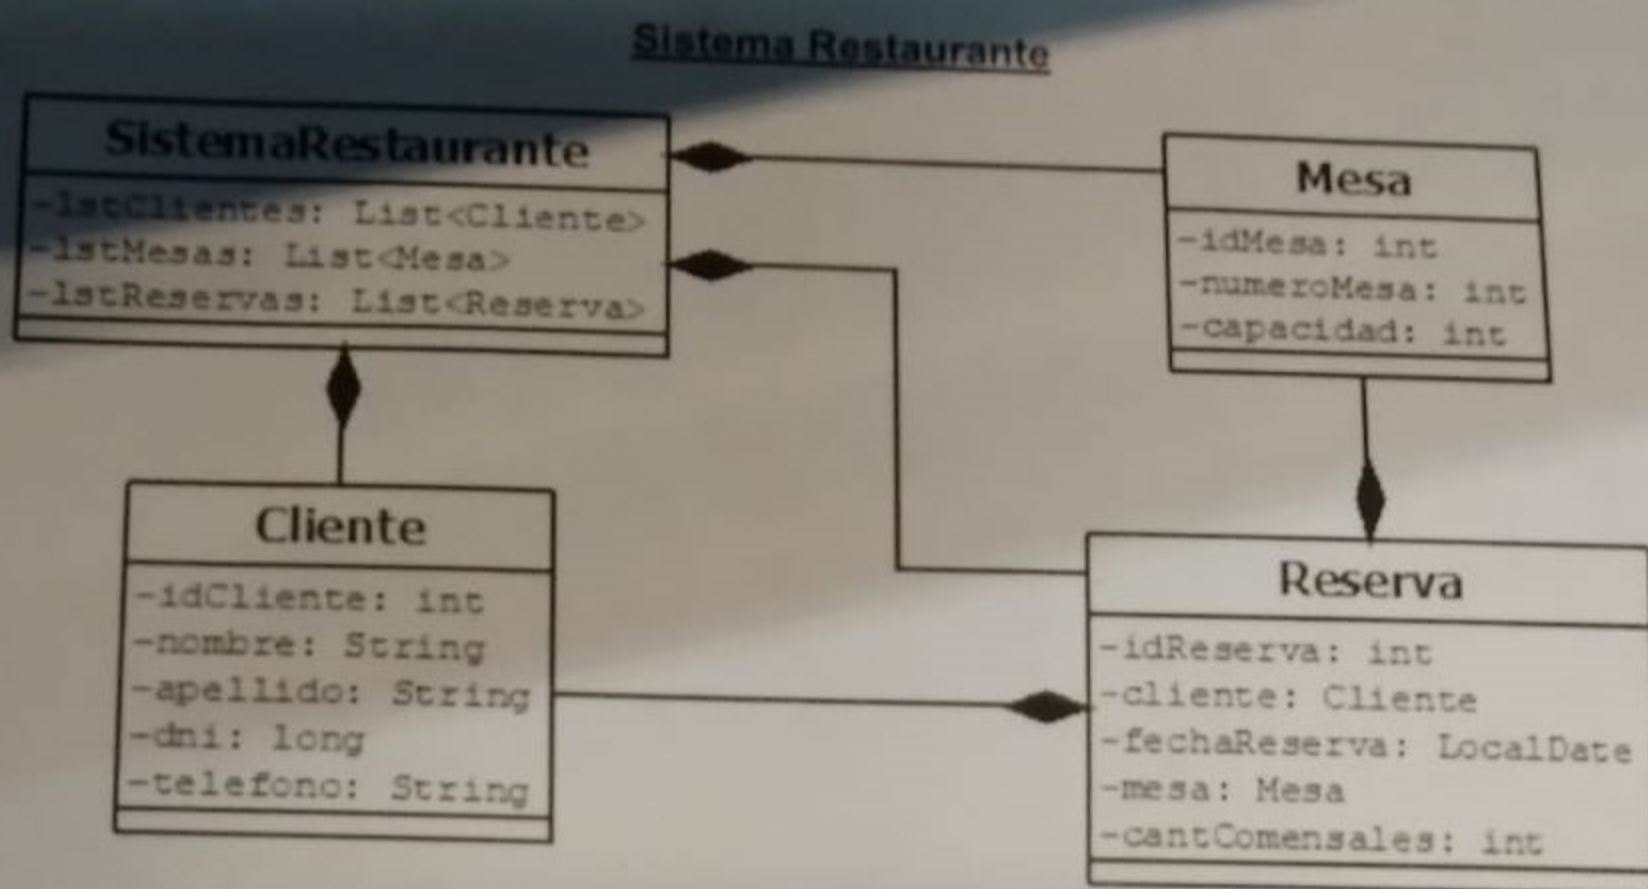 Sistema Restaurante
SistemaRestaurante
-lstClientes: List<Cliente>
-lstMesas: List<Mesa>
-lstReservas: List<Reserva>
Mesa
-idMesa: int
-numeroMesa: int
-capacidad: int
Cliente
-idCliente: int
-nombre: String
-apellido: String
-dni: long
-telefono: String
Reserva
-idReserva: int
-cliente: Cliente
-fechaReserva: LocalDate
-mesa: Mesa
-cantComensales: int